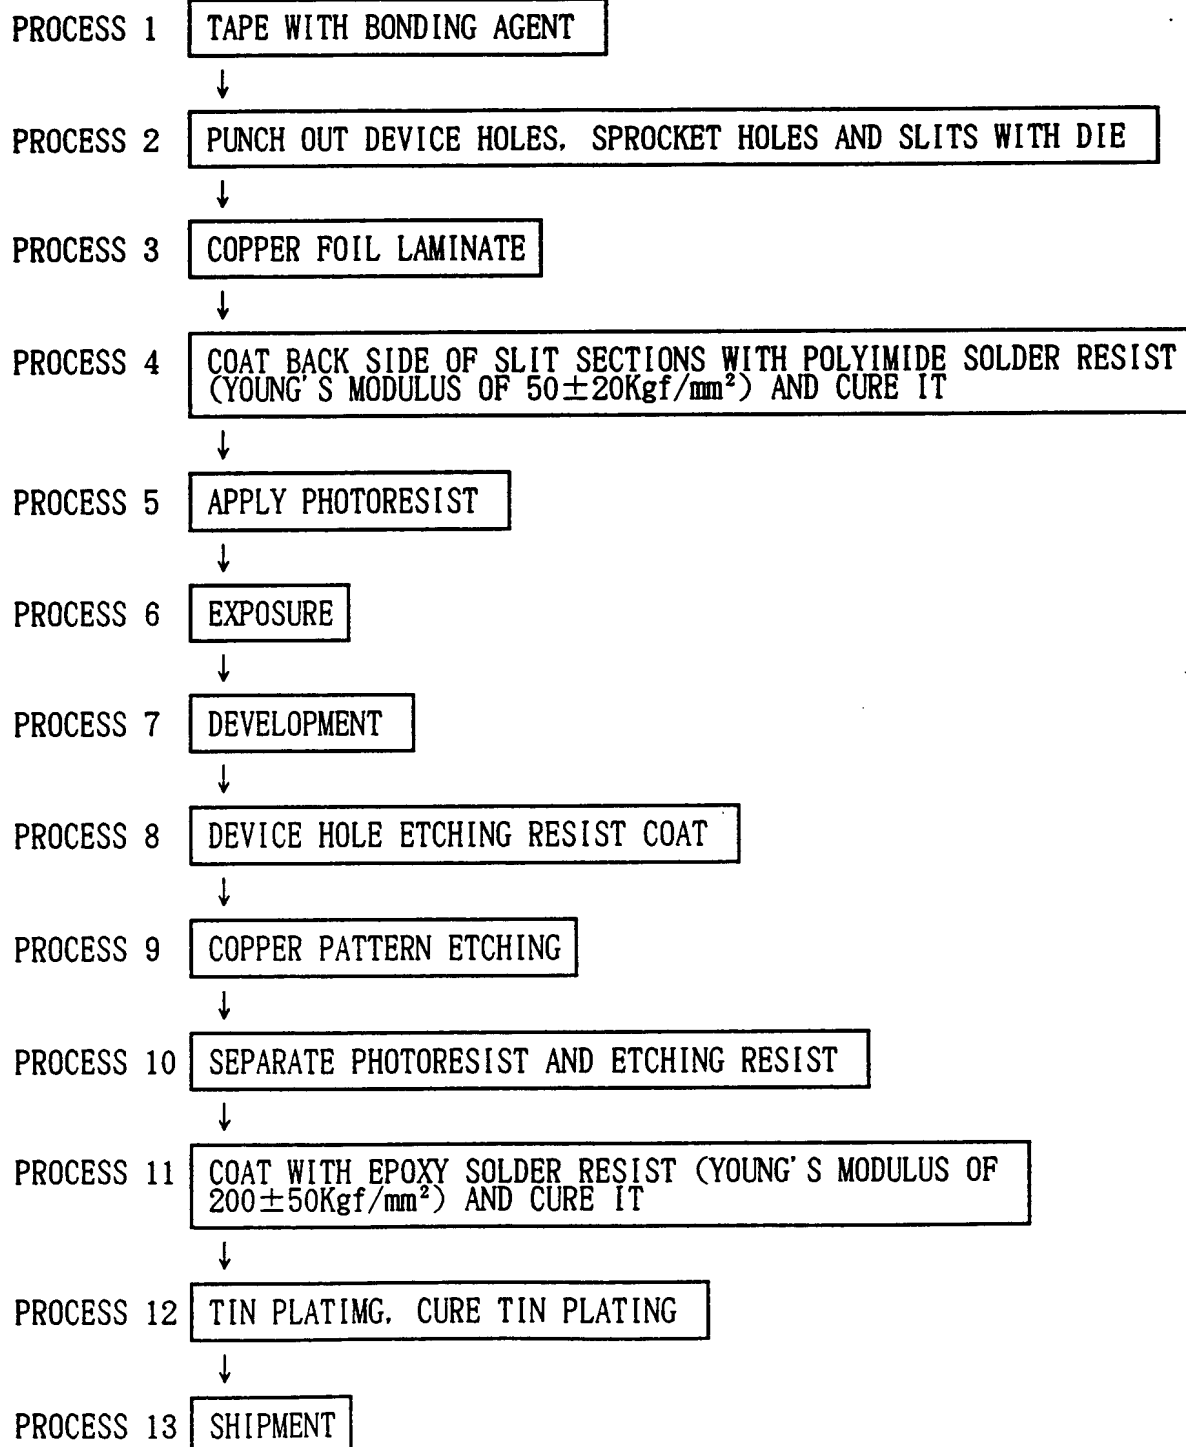 PROCESS 1 TAPE WITH BONDING AGENT
↓
PROCESS 2 PUNCH OUT DEVICE HOLES, SPROCKET HOLES AND SLITS WITH DIE
↓
PROCESS 3 COPPER FOIL LAMINATE
↓
PROCESS 4 COAT BACK SIDE OF SLIT SECTIONS WITH POLYIMIDE SOLDER RESIST
(YOUNG'S MODULUS OF 50±20Kgf/mm²) AND CURE IT
↓
PROCESS 5 APPLY PHOTORESIST
↓
PROCESS 6 EXPOSURE
↓
PROCESS 7 DEVELOPMENT
↓
PROCESS 8 DEVICE HOLE ETCHING RESIST COAT
↓
PROCESS 9 COPPER PATTERN ETCHING
↓
PROCESS 10 SEPARATE PHOTORESIST AND ETCHING RESIST
↓
PROCESS 11 COAT WITH EPOXY SOLDER RESIST (YOUNG'S MODULUS OF
200±50Kgf/mm²) AND CURE IT
↓
PROCESS 12 TIN PLATIMG, CURE TIN PLATING
↓
PROCESS 13 SHIPMENT